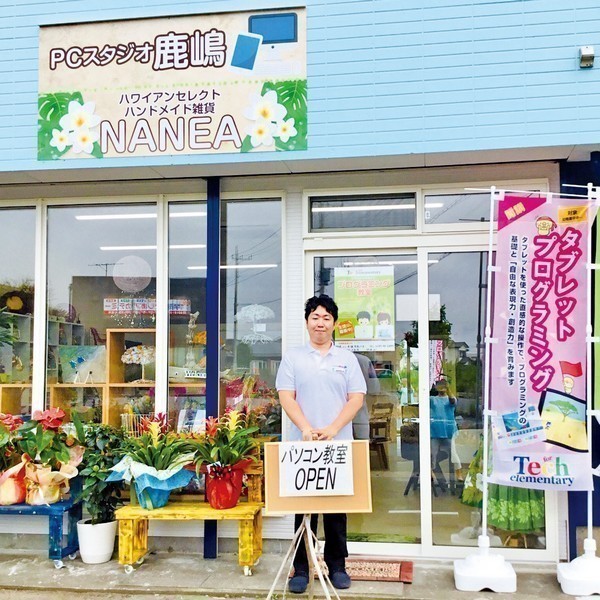 PCスタジオ鹿嶋
ハワイアンセレクト
ハンドメイド雑貨
NANEA
パソコン教室
OPEN
タブレット
プログラミング
タブレットを使った直感的な操作で、プログラミングの
基礎と「自由な表現力・創造力」を育みます
Tech
for
elementary